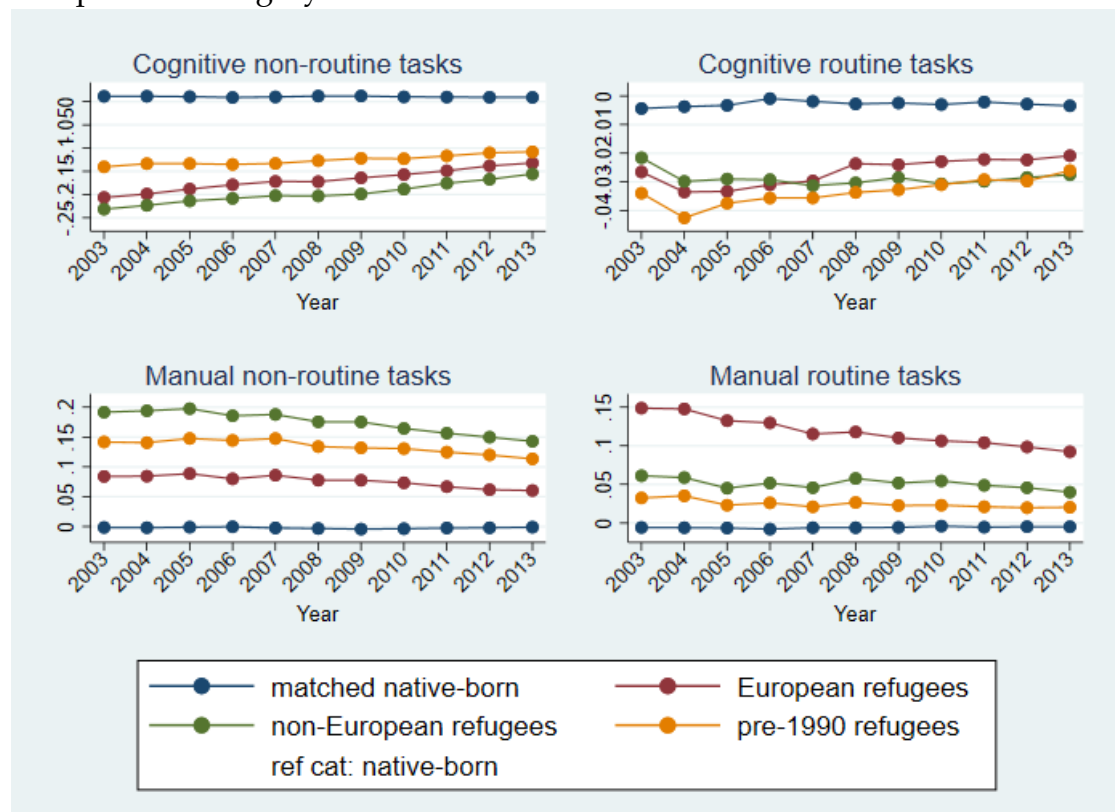 Cognitive non-routine tasks
-.25.2.15.1.050
2003 2004 2005 2006 2007 2008 2009 2010 2011 2012 2013
Year
Cognitive routine tasks
-.04.03.02.01 0
2003 2004 2005 2006 2007 2008 2009 2010 2011 2012 2013
Year
Manual non-routine tasks
0 .05 .1 .15 .2
2003 2004 2005 2006 2007 2008 2009 2010 2011 2012 2013
Year
Manual routine tasks
0 .05 .1 .15
2003 2004 2005 2006 2007 2008 2009 2010 2011 2012 2013
Year
matched native-born
European refugees
non-European refugees
pre-1990 refugees
ref cat: native-born